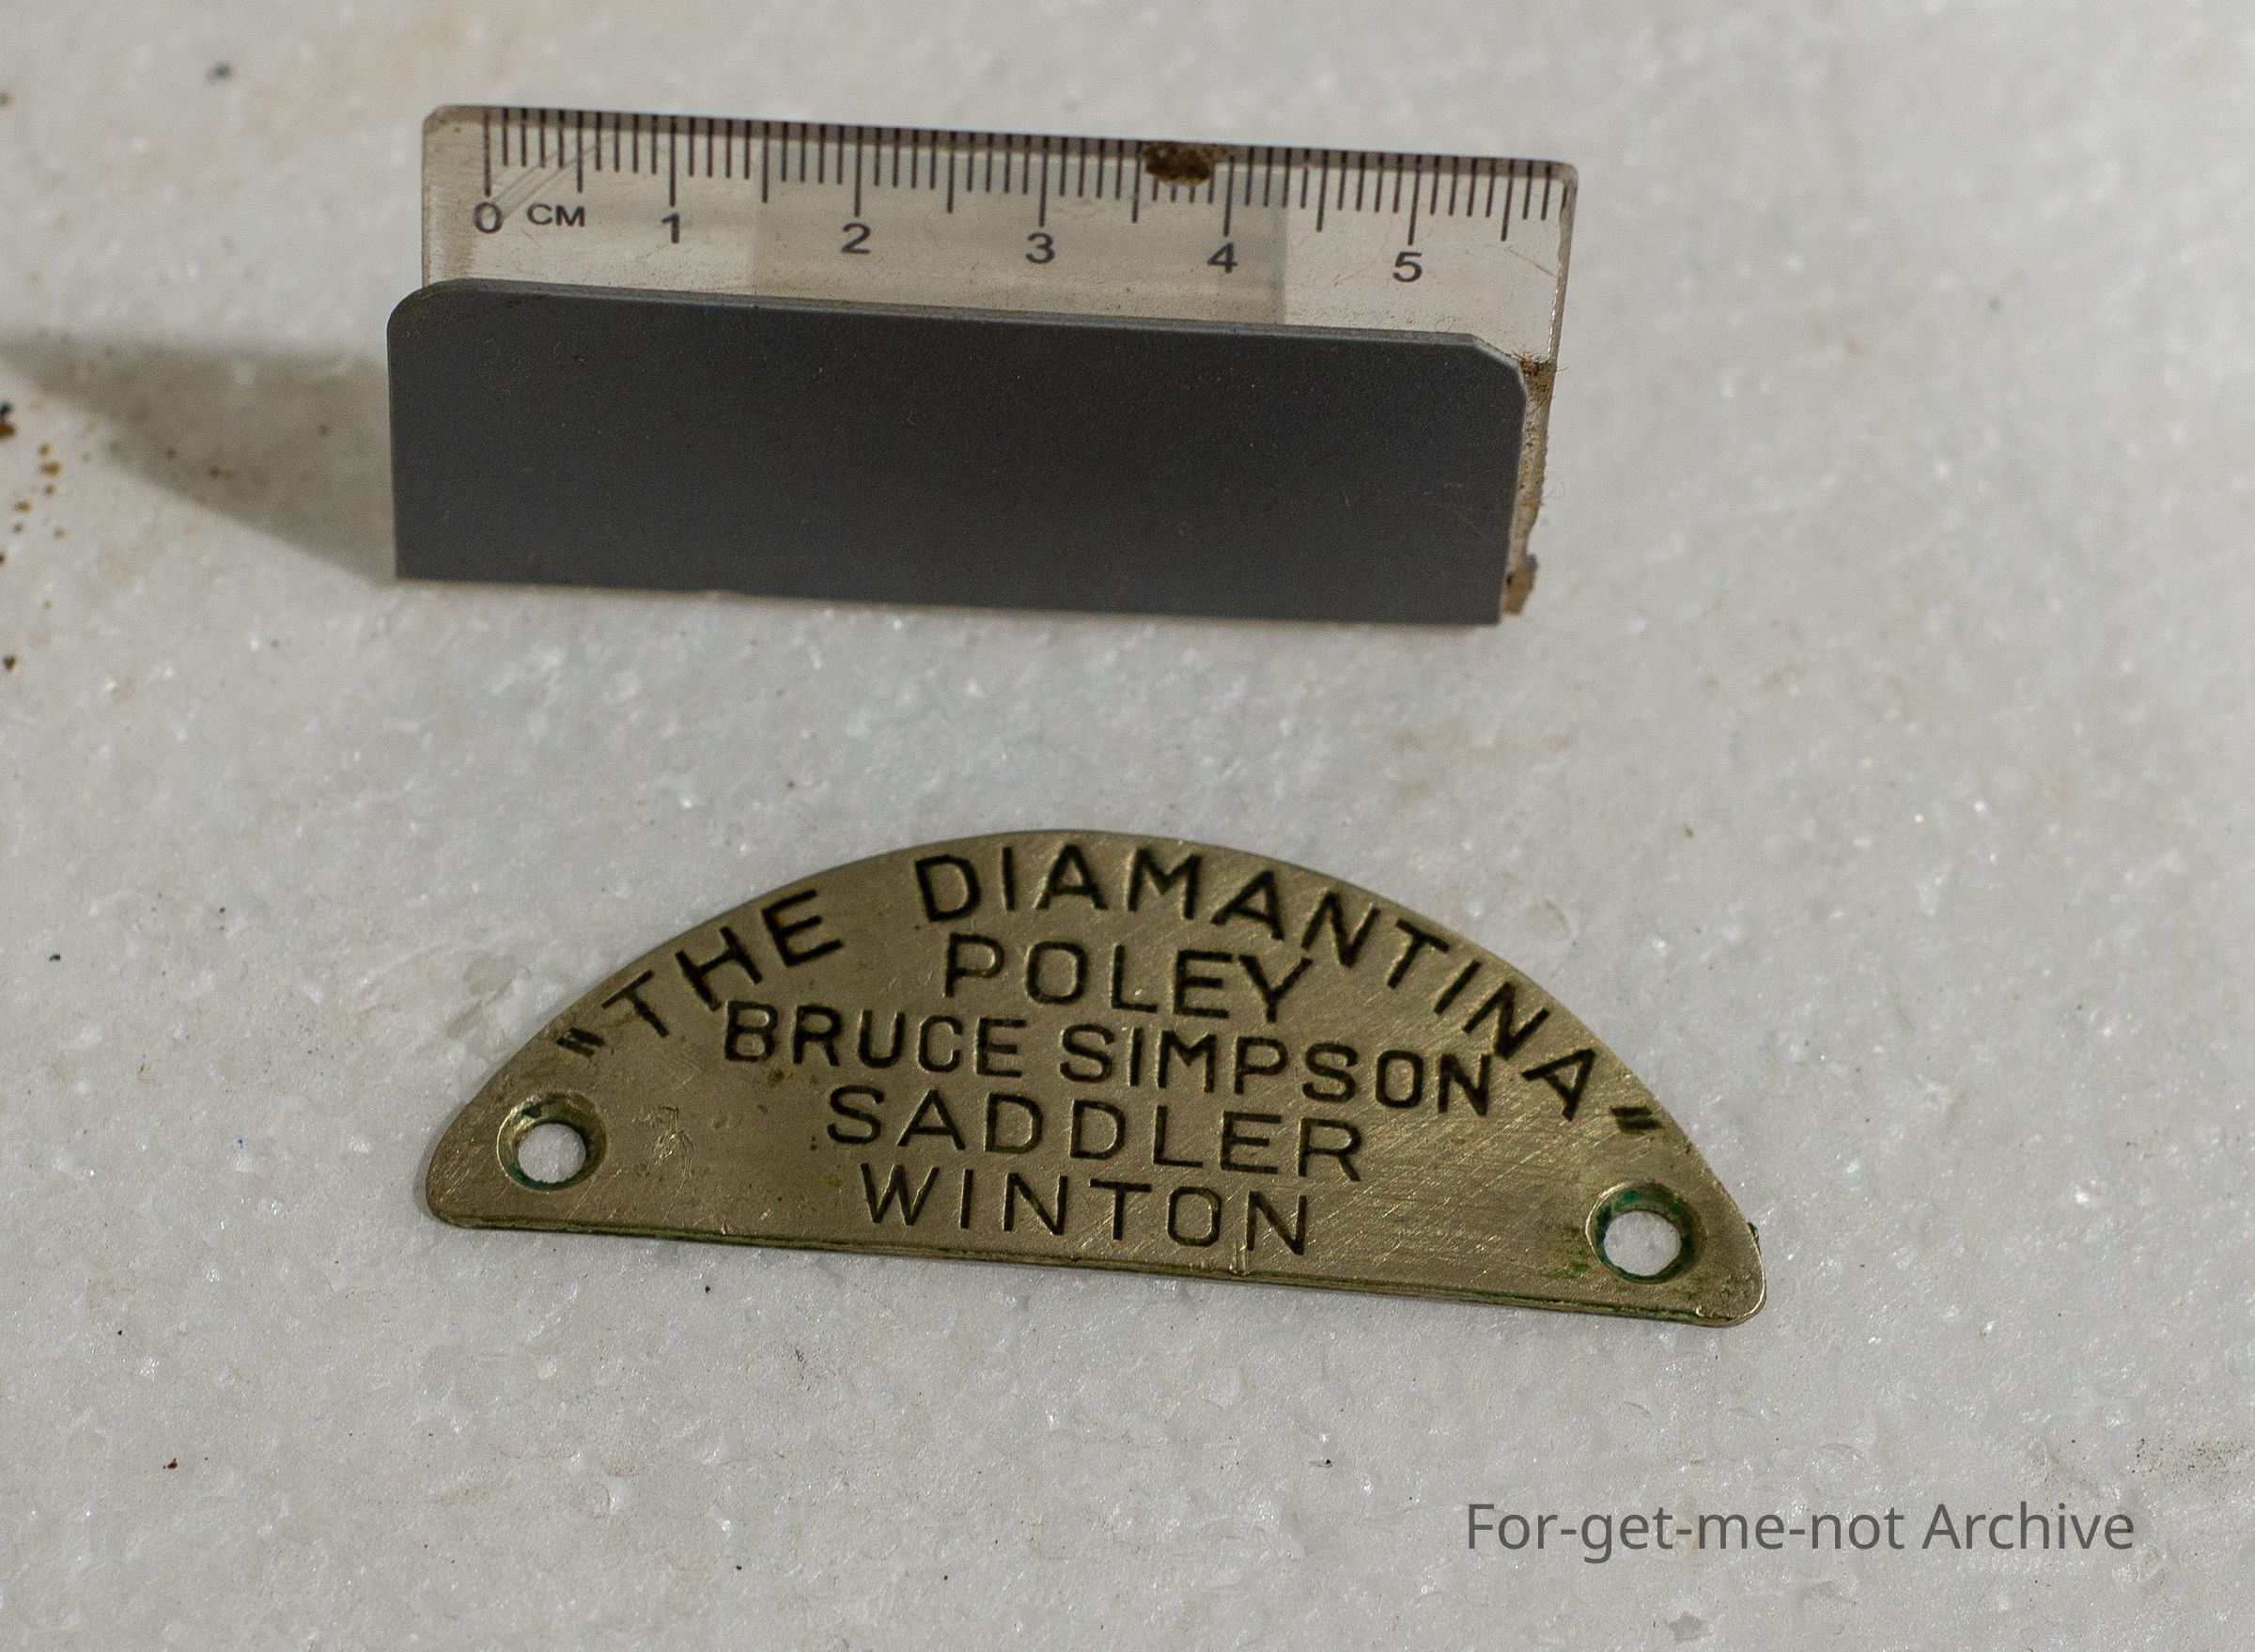 0 CM 1 2 3 4 5
"THE DIAMANTINA"
POLEY
BRUCE SIMPSON
SADDLER
WINTON
For-get-me-not Archive